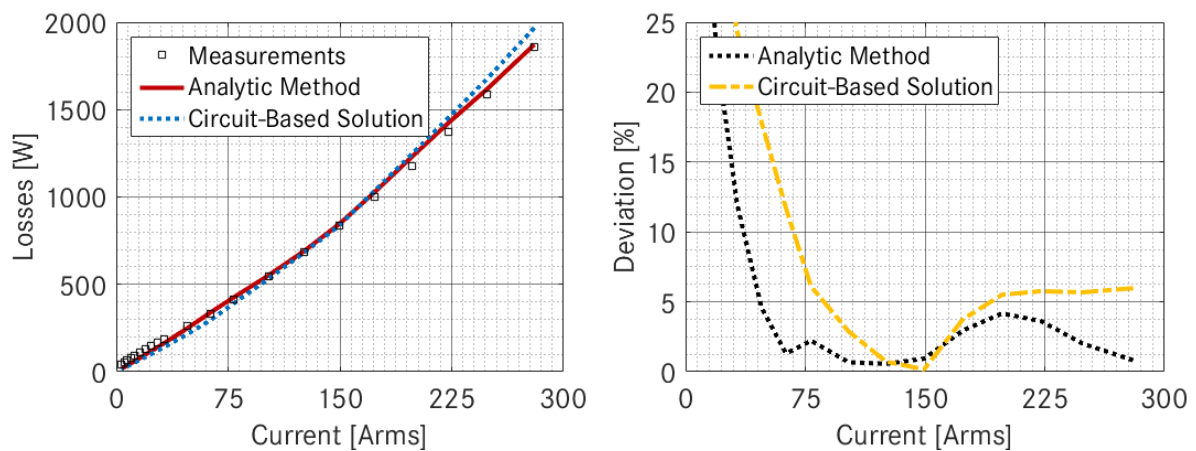 2000
1500
1000
500
0
Losses [W]
Measurements
Analytic Method
Circuit-Based Solution
0 75 150 225 300
Current [Arms]
25
20
15
10
5
0
Deviation [%]
Analytic Method
Circuit-Based Solution
0 75 150 225 300
Current [Arms]